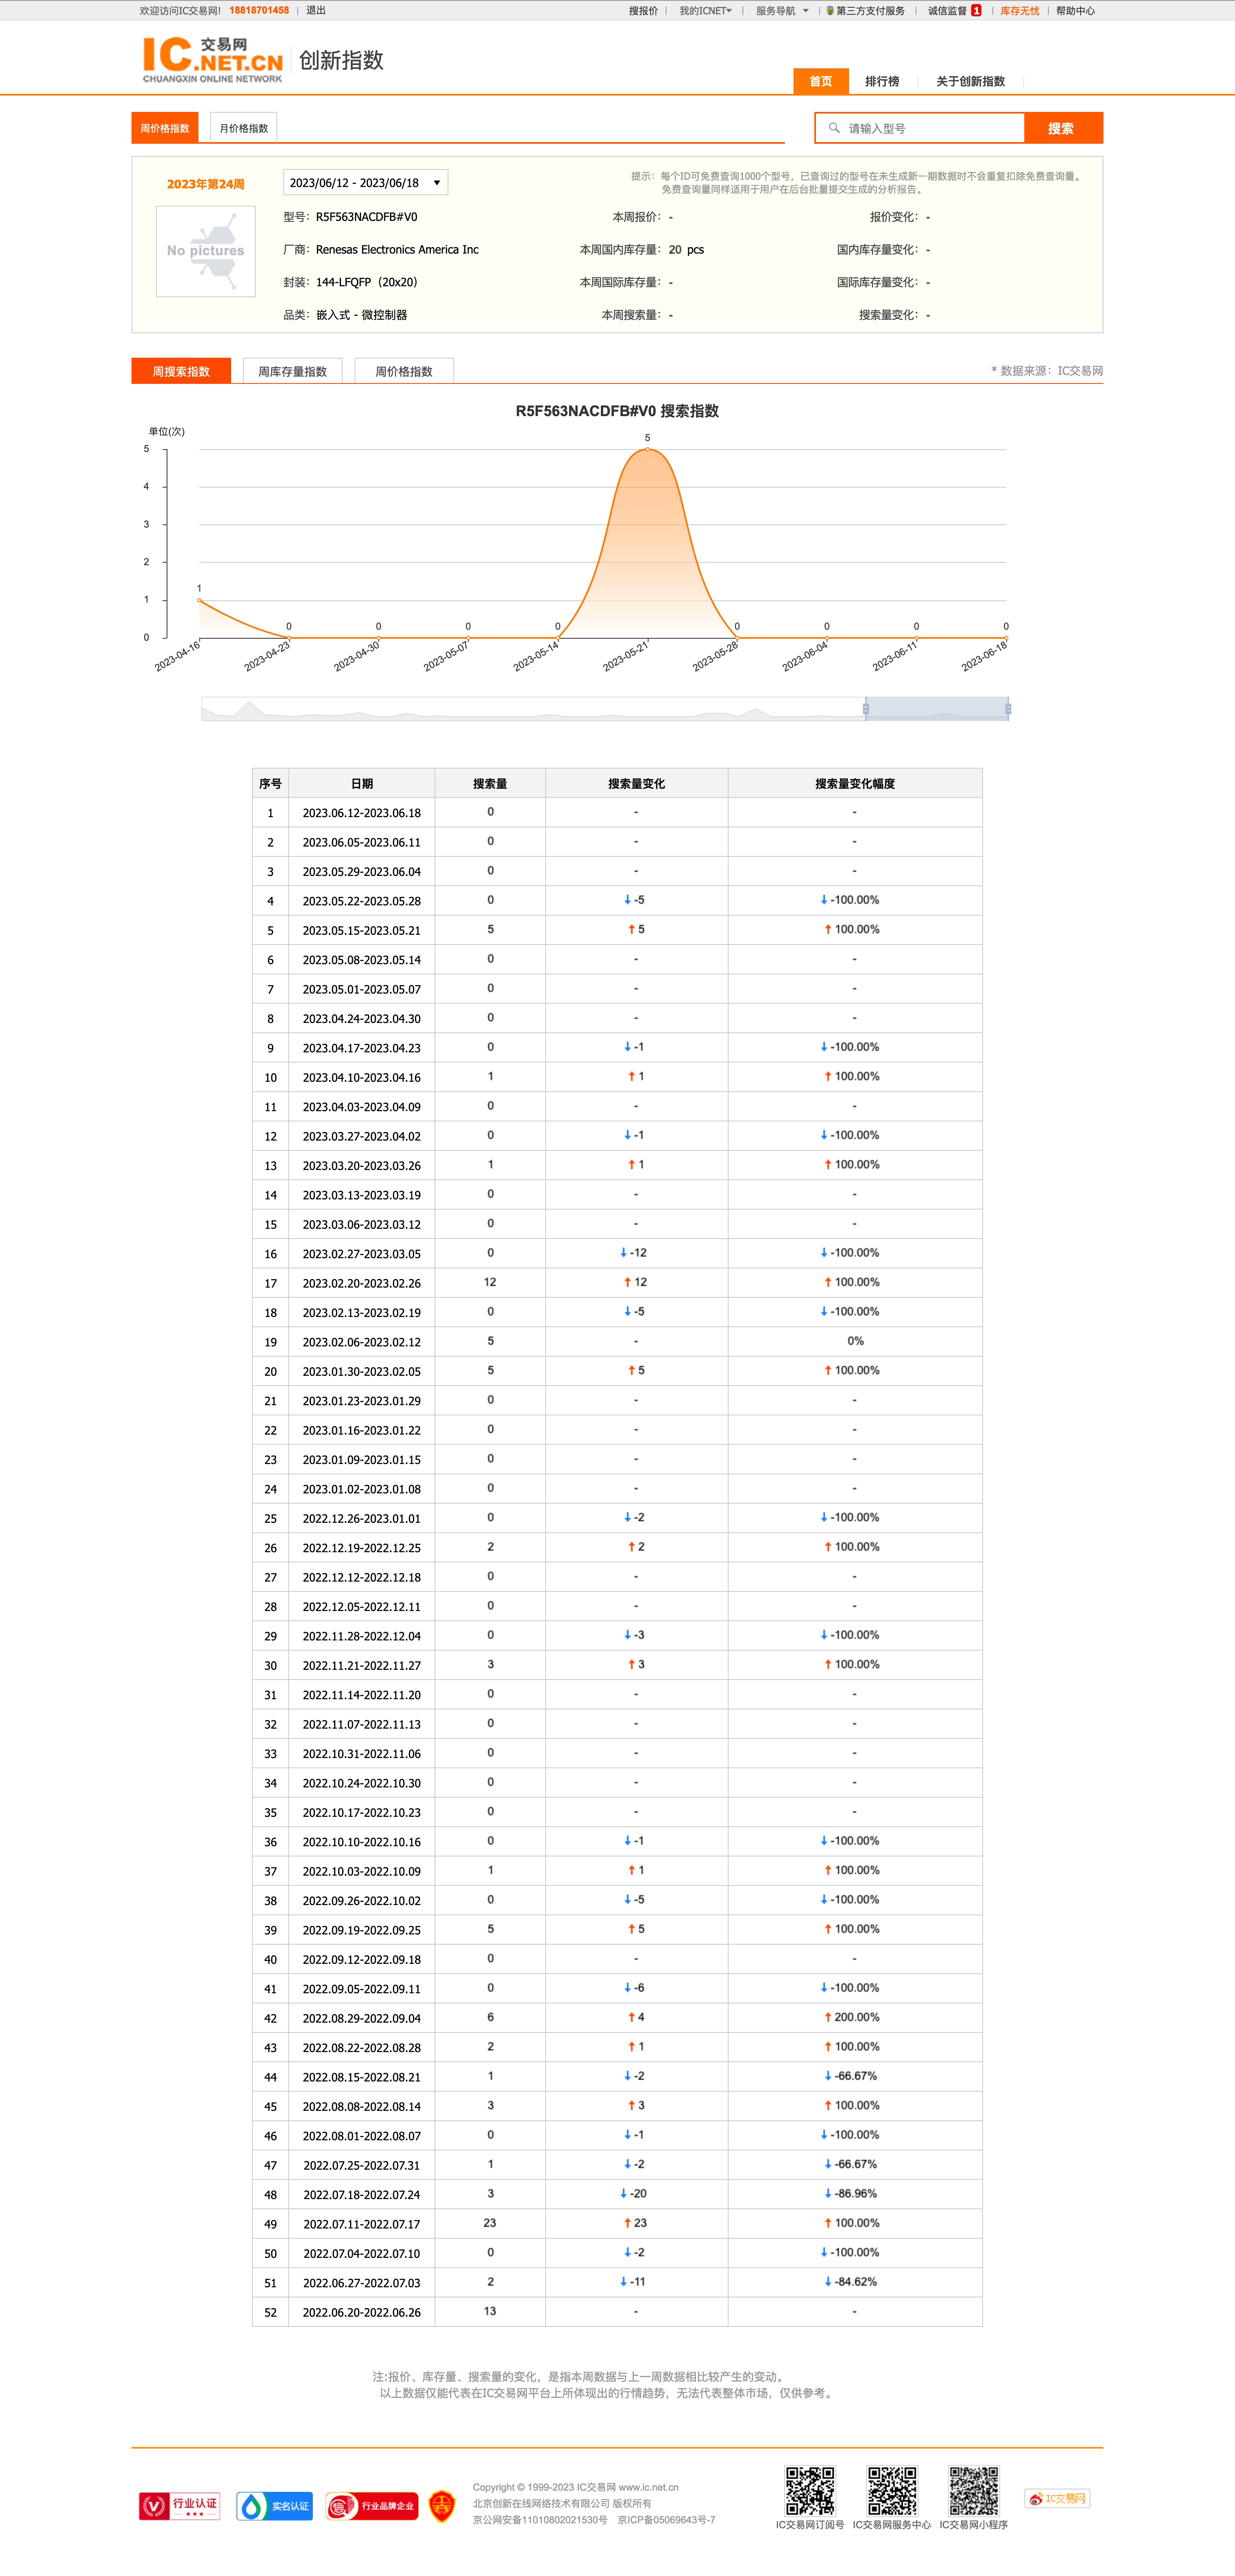 欢迎访问IC交易网! 18818701458 | 退出 搜报价 | 我的ICNET | 服务导航 | 第三方支付服务 | 诚信监督 1 | 库存无忧 | 帮助中心
IC 交易网 .NET.CN 创新指数
CHUANGXIN ONLINE NETWORK
首页 排行榜 关于创新指数
周价格指数 月价格指数 请输入型号 搜索
2023年第24周 2023/06/12 - 2023/06/18
提示：每个ID可免费查询1000个型号，已查询过的型号在未生成新一期数据时不会重复扣除免费查询量。
免费查询量同样适用于用户在后台批量提交生成的分析报告。
No pictures
型号：R5F563NACDFB#V0 本周报价：- 报价变化：-
厂商：Renesas Electronics America Inc 本周国内库存量：20 pcs 国内库存量变化：-
封装：144-LFQFP（20x20） 本周国际库存量：- 国际库存量变化：-
品类：嵌入式 - 微控制器 本周搜索量：- 搜索量变化：-
周搜索指数 周库存量指数 周价格指数 * 数据来源：IC交易网
R5F563NACDFB#V0 搜索指数
单位(次)
5
4
3
2
1
0
1 0 0 0 0 5 0 0 0 0
2023-04-16 2023-04-23 2023-04-30 2023-05-07 2023-05-14 2023-05-21 2023-05-28 2023-06-04 2023-06-11 2023-06-18
序号 日期 搜索量 搜索量变化 搜索量变化幅度
1 2023.06.12-2023.06.18 0 - -
2 2023.06.05-2023.06.11 0 - -
3 2023.05.29-2023.06.04 0 - -
4 2023.05.22-2023.05.28 0 ↓-5 ↓-100.00%
5 2023.05.15-2023.05.21 5 ↑5 ↑100.00%
6 2023.05.08-2023.05.14 0 - -
7 2023.05.01-2023.05.07 0 - -
8 2023.04.24-2023.04.30 0 - -
9 2023.04.17-2023.04.23 0 ↓-1 ↓-100.00%
10 2023.04.10-2023.04.16 1 ↑1 ↑100.00%
11 2023.04.03-2023.04.09 0 - -
12 2023.03.27-2023.04.02 0 ↓-1 ↓-100.00%
13 2023.03.20-2023.03.26 1 ↑1 ↑100.00%
14 2023.03.13-2023.03.19 0 - -
15 2023.03.06-2023.03.12 0 - -
16 2023.02.27-2023.03.05 0 ↓-12 ↓-100.00%
17 2023.02.20-2023.02.26 12 ↑12 ↑100.00%
18 2023.02.13-2023.02.19 0 ↓-5 ↓-100.00%
19 2023.02.06-2023.02.12 5 - 0%
20 2023.01.30-2023.02.05 5 ↑5 ↑100.00%
21 2023.01.23-2023.01.29 0 - -
22 2023.01.16-2023.01.22 0 - -
23 2023.01.09-2023.01.15 0 - -
24 2023.01.02-2023.01.08 0 - -
25 2022.12.26-2023.01.01 0 ↓-2 ↓-100.00%
26 2022.12.19-2022.12.25 2 ↑2 ↑100.00%
27 2022.12.12-2022.12.18 0 - -
28 2022.12.05-2022.12.11 0 - -
29 2022.11.28-2022.12.04 0 ↓-3 ↓-100.00%
30 2022.11.21-2022.11.27 3 ↑3 ↑100.00%
31 2022.11.14-2022.11.20 0 - -
32 2022.11.07-2022.11.13 0 - -
33 2022.10.31-2022.11.06 0 - -
34 2022.10.24-2022.10.30 0 - -
35 2022.10.17-2022.10.23 0 - -
36 2022.10.10-2022.10.16 0 ↓-1 ↓-100.00%
37 2022.10.03-2022.10.09 1 ↑1 ↑100.00%
38 2022.09.26-2022.10.02 0 ↓-5 ↓-100.00%
39 2022.09.19-2022.09.25 5 ↑5 ↑100.00%
40 2022.09.12-2022.09.18 0 - -
41 2022.09.05-2022.09.11 0 ↓-6 ↓-100.00%
42 2022.08.29-2022.09.04 6 ↑4 ↑200.00%
43 2022.08.22-2022.08.28 2 ↑1 ↑100.00%
44 2022.08.15-2022.08.21 1 ↓-2 ↓-66.67%
45 2022.08.08-2022.08.14 3 ↑3 ↑100.00%
46 2022.08.01-2022.08.07 0 ↓-1 ↓-100.00%
47 2022.07.25-2022.07.31 1 ↓-2 ↓-66.67%
48 2022.07.18-2022.07.24 3 ↓-20 ↓-86.96%
49 2022.07.11-2022.07.17 23 ↑23 ↑100.00%
50 2022.07.04-2022.07.10 0 ↓-2 ↓-100.00%
51 2022.06.27-2022.07.03 2 ↓-11 ↓-84.62%
52 2022.06.20-2022.06.26 13 - -
注:报价、库存量、搜索量的变化，是指本周数据与上一周数据相比较产生的变动。
以上数据仅能代表在IC交易网平台上所体现出的行情趋势，无法代表整体市场，仅供参考。
行业认证 实名认证 行业品牌企业
Copyright © 1999-2023 IC交易网 www.ic.net.cn
北京创新在线网络技术有限公司 版权所有
京公网安备11010802021530号 京ICP备05069643号-7
IC交易网订阅号 IC交易网服务中心 IC交易网小程序 IC交易网